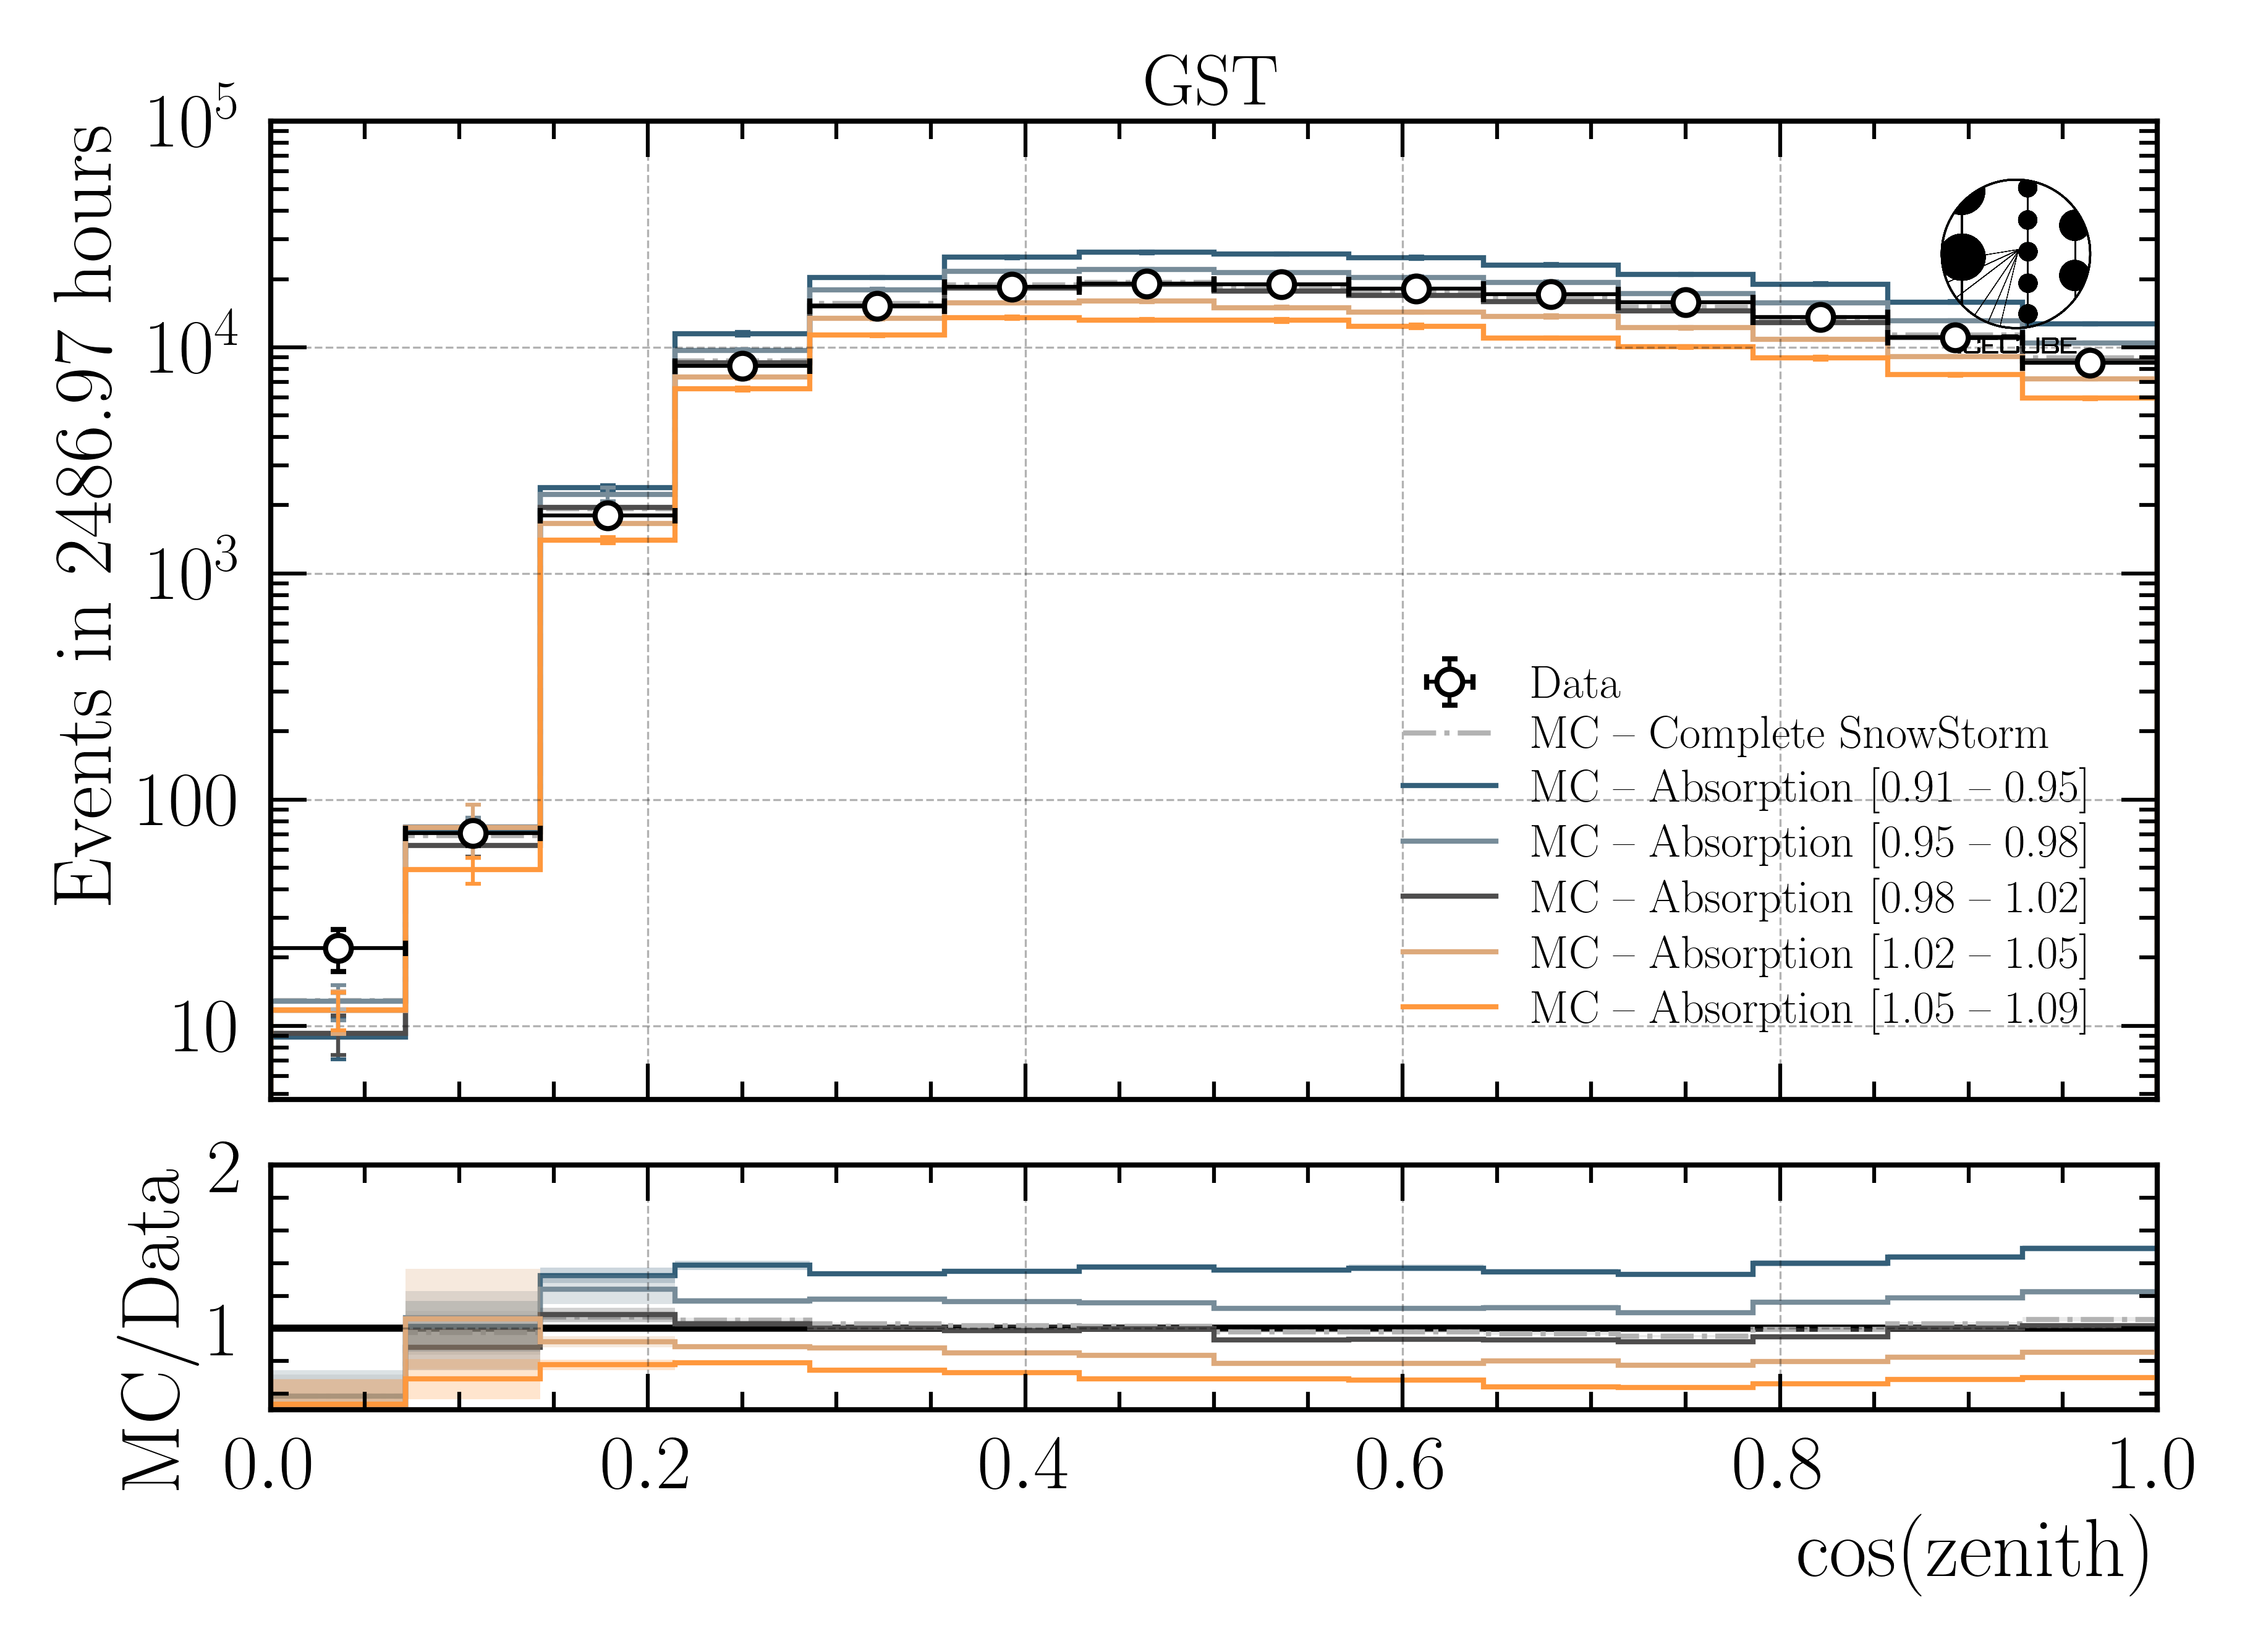 GST
Events in 2486.97 hours
10^5
10^4
10^3
100
10
Data
MC – Complete SnowStorm
MC – Absorption [0.91 – 0.95]
MC – Absorption [0.95 – 0.98]
MC – Absorption [0.98 – 1.02]
MC – Absorption [1.02 – 1.05]
MC – Absorption [1.05 – 1.09]
MC/Data
2
1
0.0 0.2 0.4 0.6 0.8 1.0
cos(zenith)